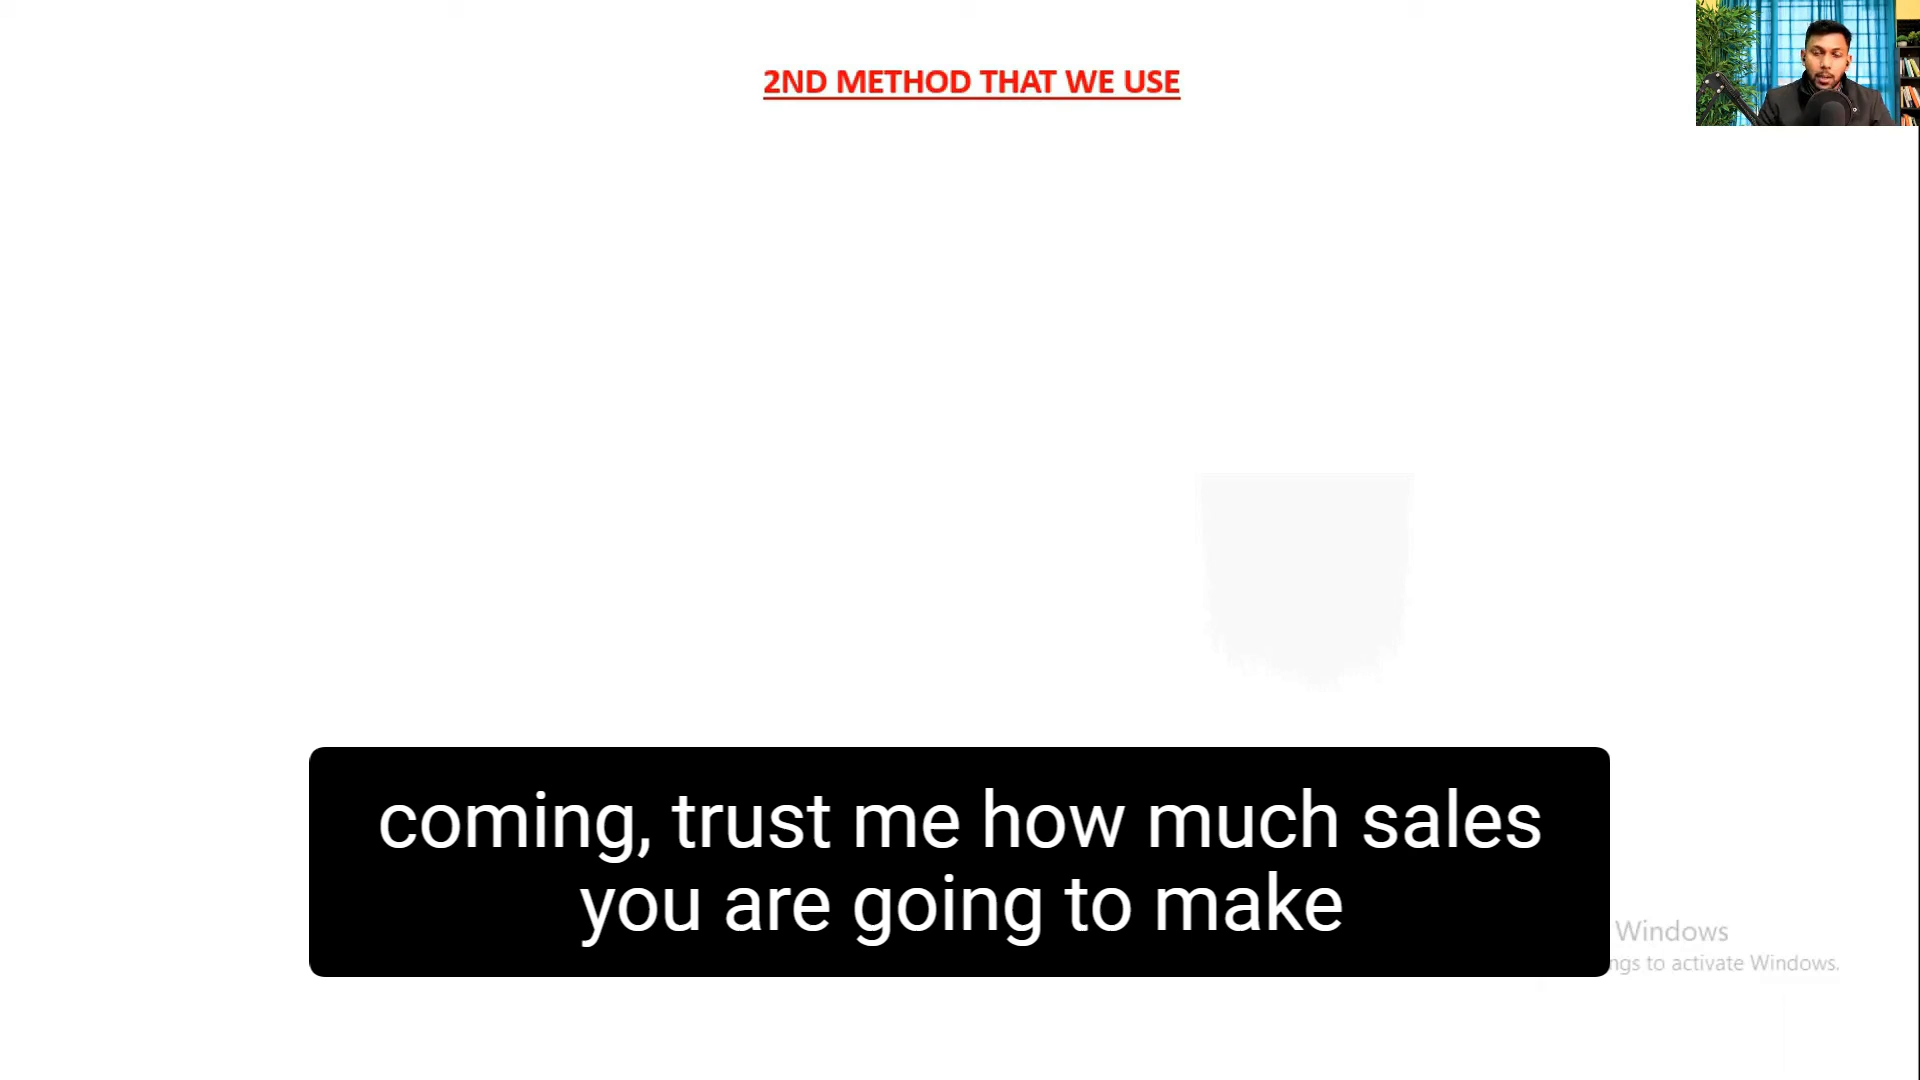 2ND METHOD THAT WE USE
coming, trust me how much sales
you are going to make
Windows
to activate Windows.